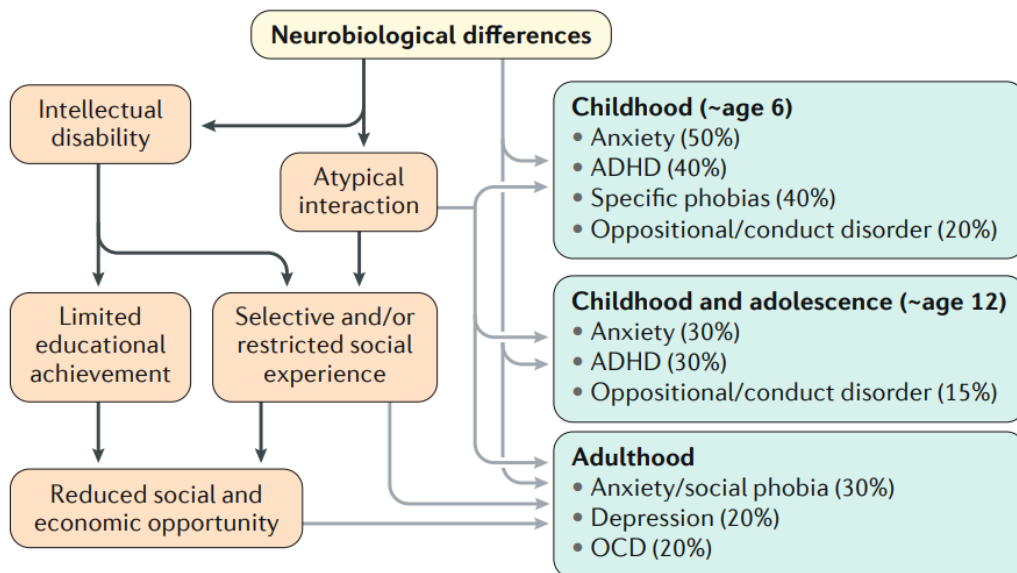 Neurobiological differences
Intellectual
disability
Atypical
interaction
Limited
educational
achievement
Selective and/or
restricted social
experience
Reduced social and
economic opportunity
Childhood (~age 6)
• Anxiety (50%)
• ADHD (40%)
• Specific phobias (40%)
• Oppositional/conduct disorder (20%)
Childhood and adolescence (~age 12)
• Anxiety (30%)
• ADHD (30%)
• Oppositional/conduct disorder (15%)
Adulthood
• Anxiety/social phobia (30%)
• Depression (20%)
• OCD (20%)